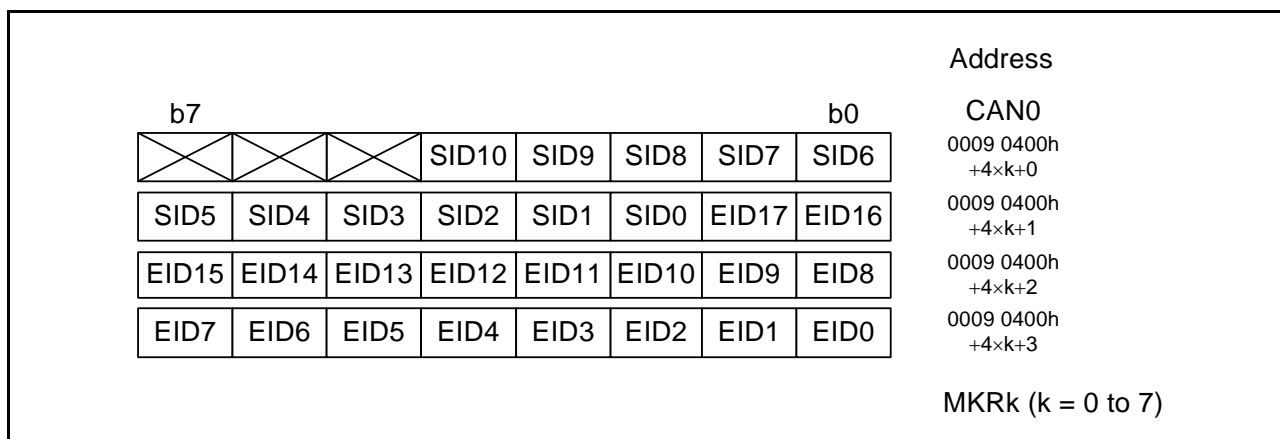 Address
b7 b0 CAN0
SID10 SID9 SID8 SID7 SID6 0009 0400h
+4×k+0
SID5 SID4 SID3 SID2 SID1 SID0 EID17 EID16 0009 0400h
+4×k+1
EID15 EID14 EID13 EID12 EID11 EID10 EID9 EID8 0009 0400h
+4×k+2
EID7 EID6 EID5 EID4 EID3 EID2 EID1 EID0 0009 0400h
+4×k+3
MKRk (k = 0 to 7)